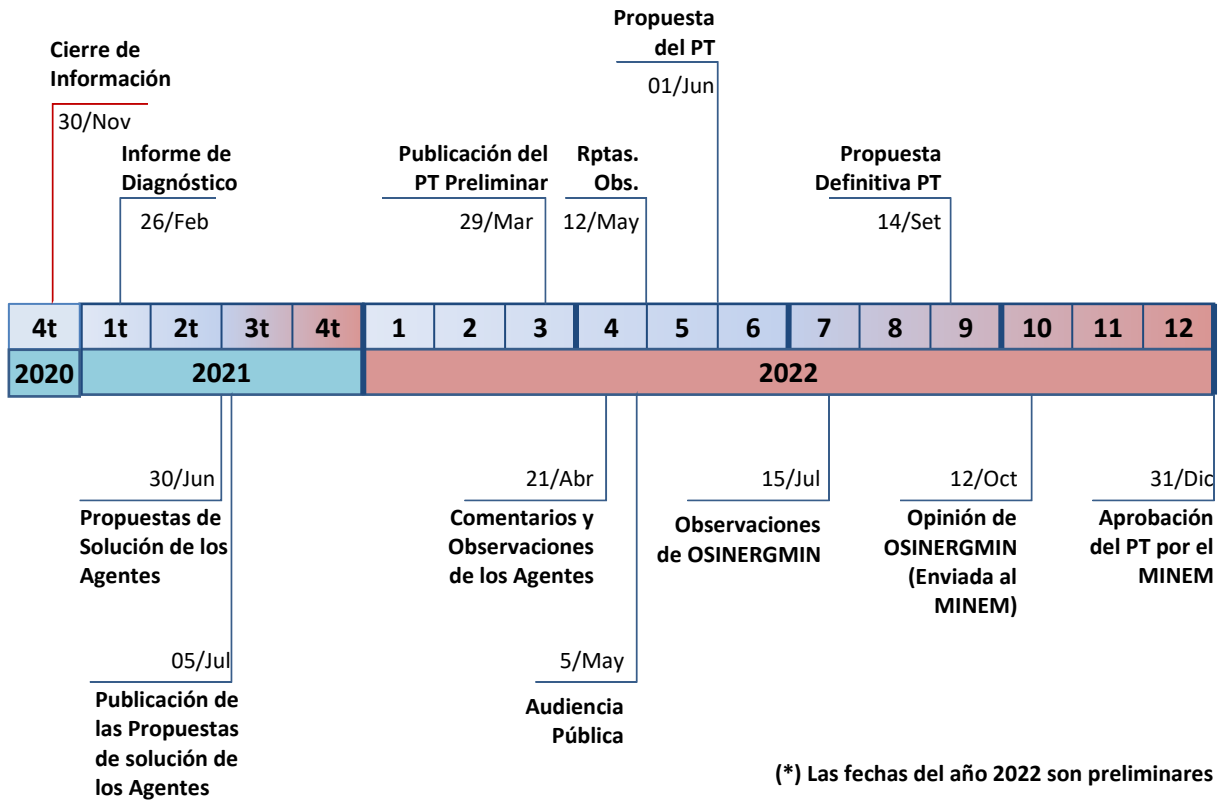 Propuesta
del PT
01/Jun
Cierre de
Información
30/Nov
Informe de
Diagnóstico
26/Feb
Publicación del
PT Preliminar
29/Mar
Rptas.
Obs.
12/May
Propuesta
Definitiva PT
14/Set
4t 1t 2t 3t 4t 1 2 3 4 5 6 7 8 9 10 11 12
2020 2021 2022
30/Jun
Propuestas de
Solución de los
Agentes
21/Abr
Comentarios y
Observaciones
de los Agentes
15/Jul
Observaciones
de OSINERGMIN
12/Oct
Opinión de
OSINERGMIN
(Enviada al
MINEM)
31/Dic
Aprobación
del PT por el
MINEM
05/Jul
Publicación de
las Propuestas
de solución de
los Agentes
5/May
Audiencia
Pública
(*) Las fechas del año 2022 son preliminares